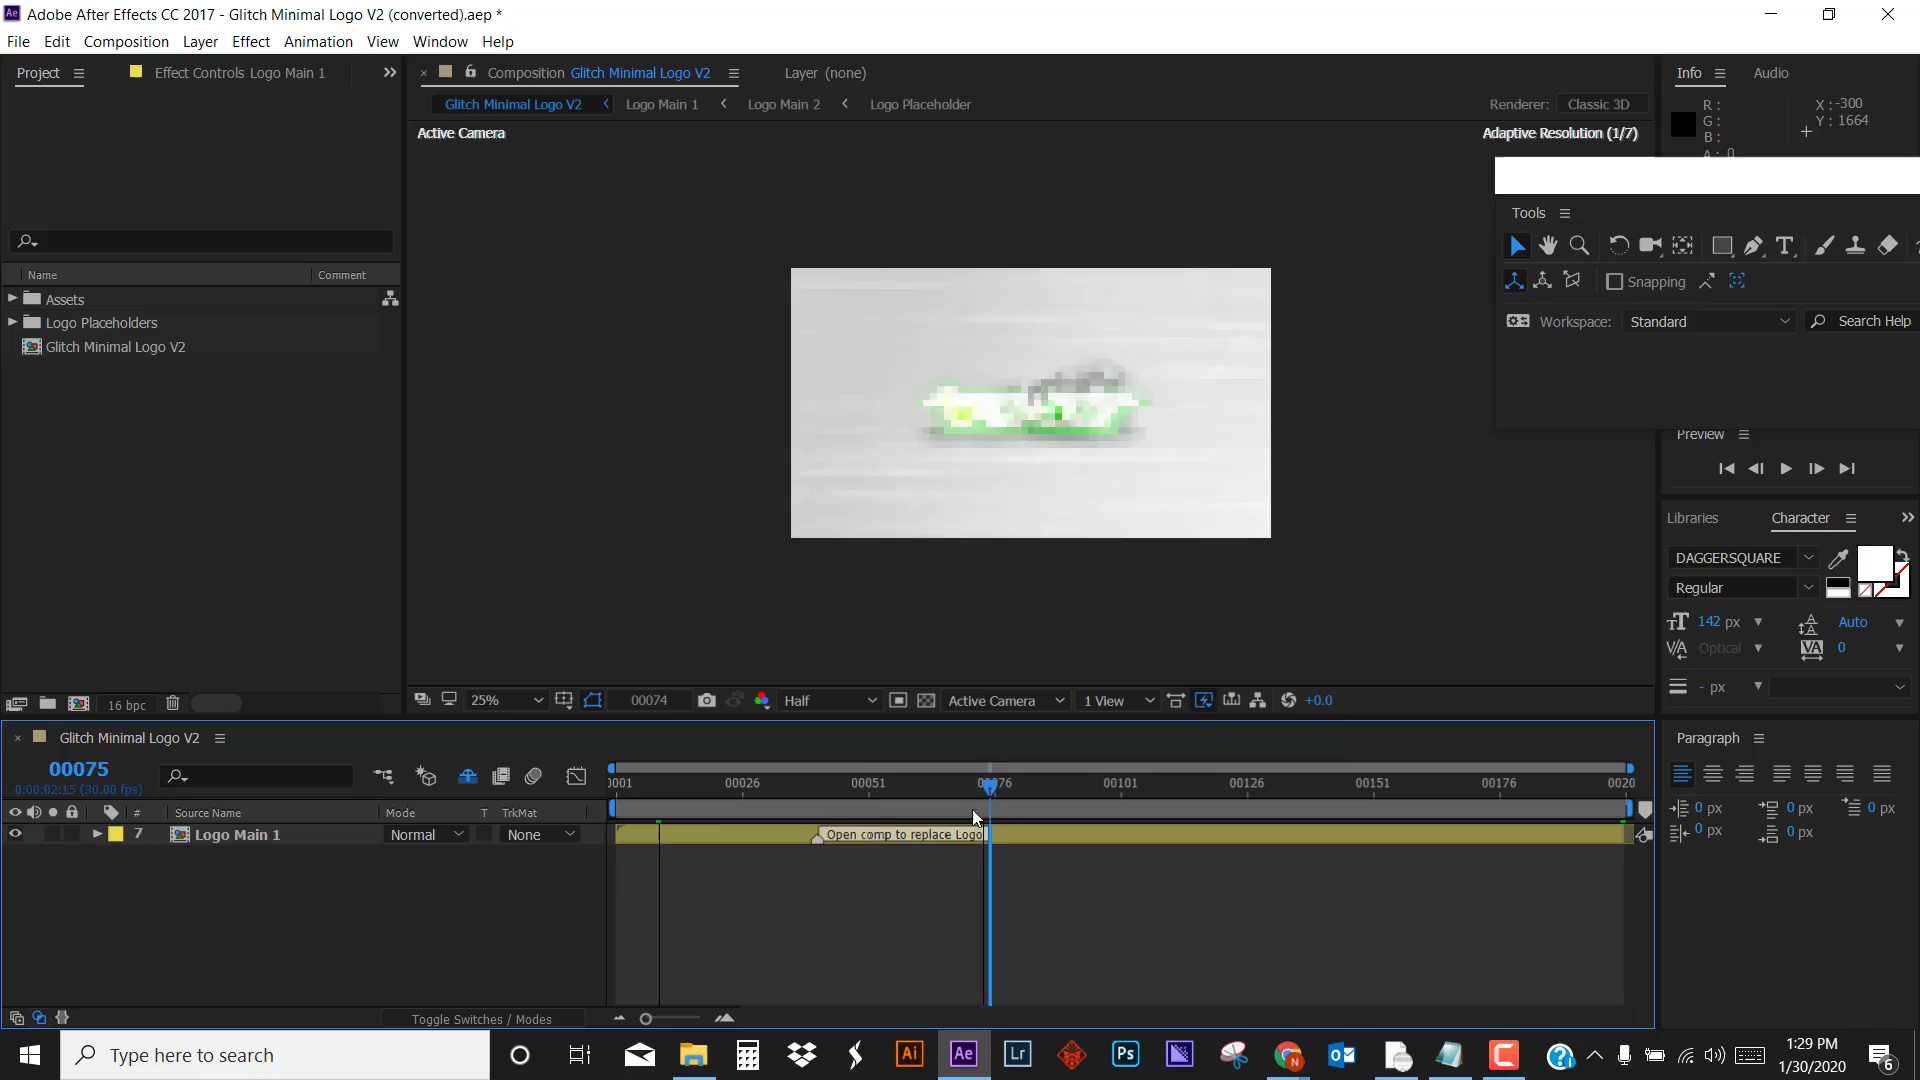 Adobe After Effects CC 2017 - Glitch Minimal Logo V2 (converted).aep *
File Edit Composition Layer Effect Animation View Window Help
Project Effect Controls Logo Main 1
Composition Glitch Minimal Logo V2 Layer (none)
Info Audio
Glitch Minimal Logo V2 Logo Main 1 Logo Main 2 Logo Placeholder
Renderer: Classic 3D
R :
G :
B :
A : 0
X : -300
Y : 1664
Active Camera
Adaptive Resolution (1/7)
Tools
Snapping
Workspace: Standard Search Help
Name Comment
Assets
Logo Placeholders
Glitch Minimal Logo V2
Preview
Libraries Character
DAGGERSQUARE
Regular
142 px Auto
Optical 0
- px
16 bpc
25% 00074 Half Active Camera 1 View +0.0
Glitch Minimal Logo V2
00075
0:00:02:15 (30.00 fps)
0001 00026 00051 00076 00101 00126 00151 00176 0020
# Source Name Mode T TrkMat
7 Logo Main 1 Normal None
Open comp to replace Logo
Paragraph
0 px 0 px 0 px
0 px 0 px
Toggle Switches / Modes
Type here to search
Ai Ae Lr Ps
1:29 PM
1/30/2020
6